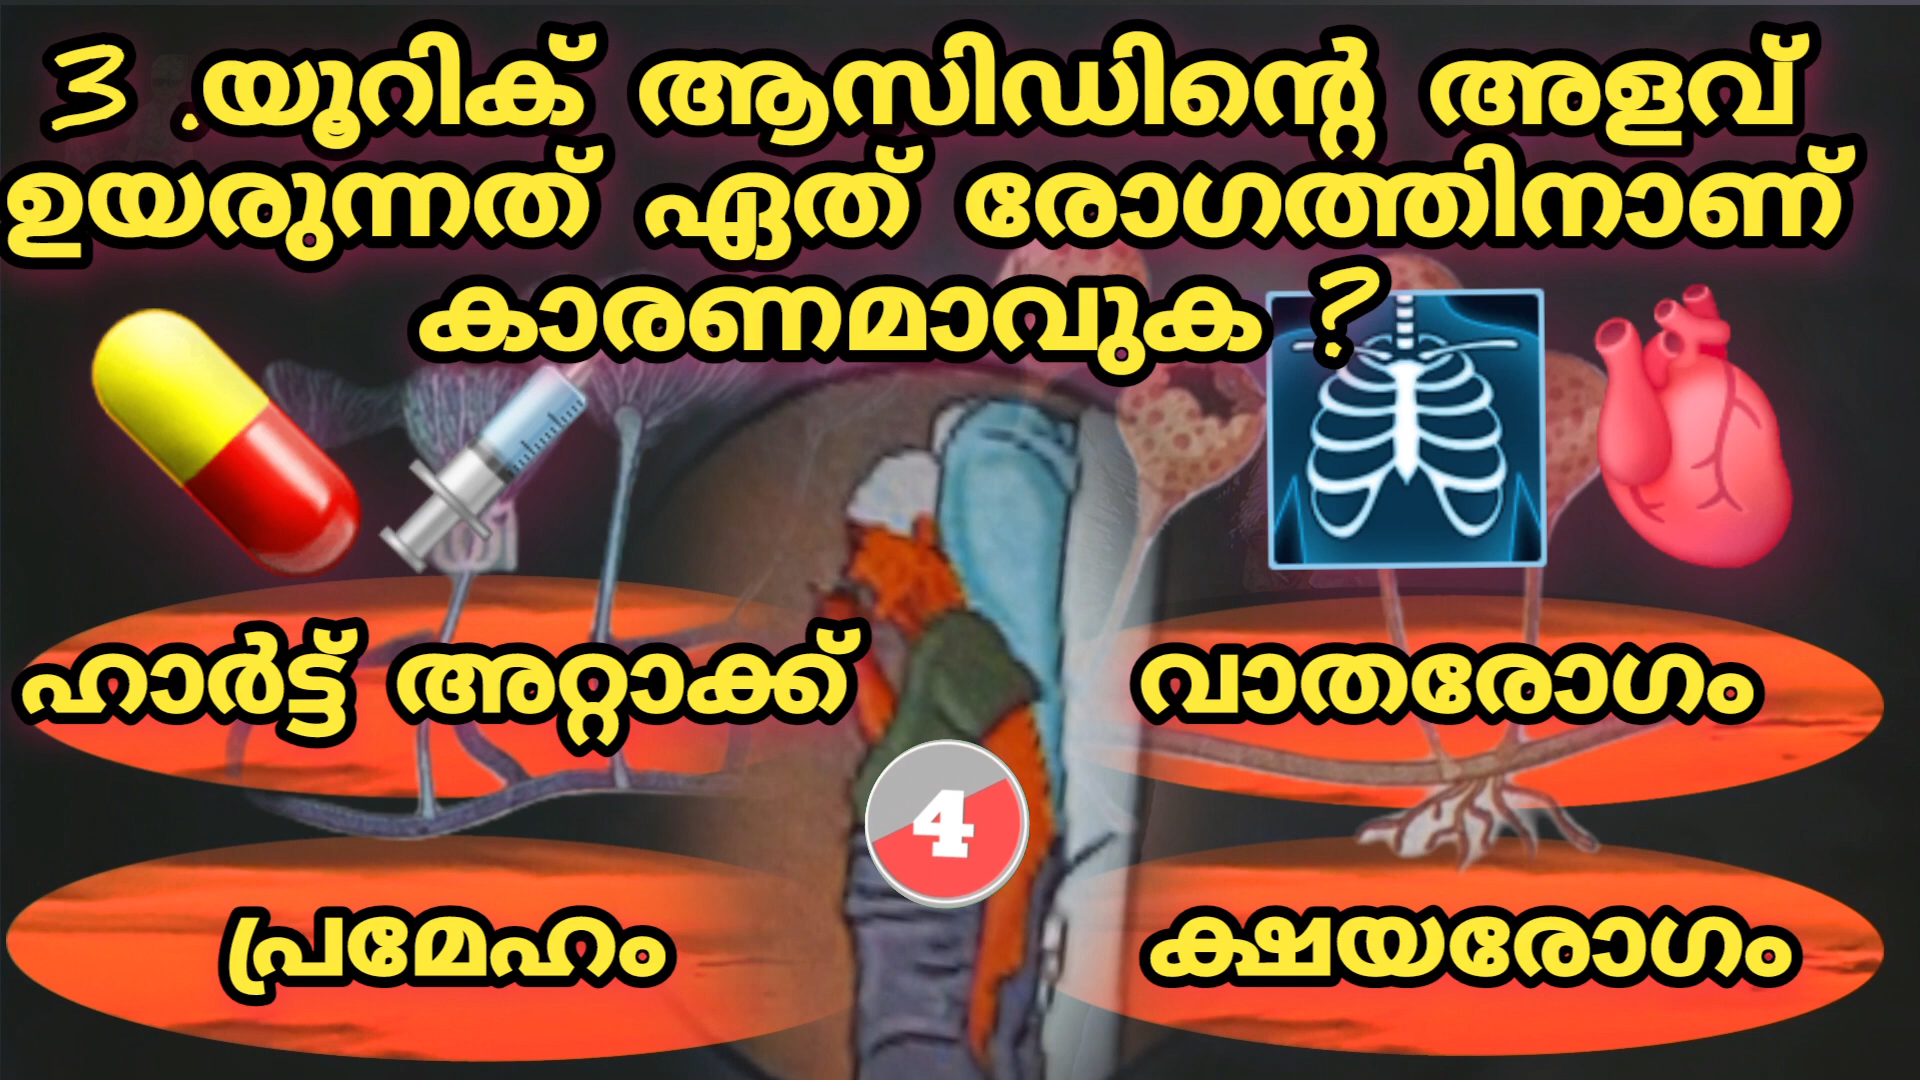 3 .യൂറിക് ആസിഡിന്റെ അളവ്
ഉയരുന്നത് ഏത് രോഗത്തിനാണ്
കാരണമാവുക ?
ഹാർട്ട് അറ്റാക്ക്
വാതരോഗം
4
പ്രമേഹം
ക്ഷയരോഗം